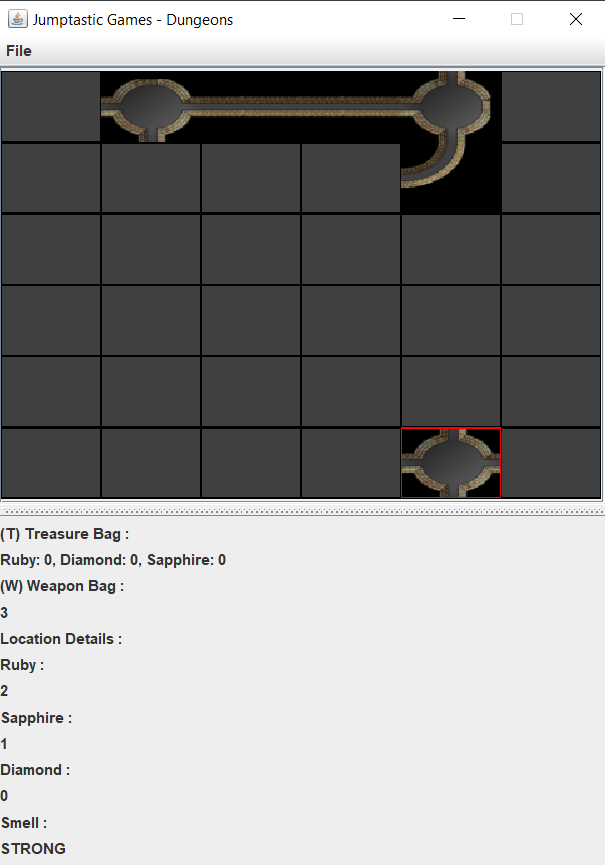 Jumptastic Games - Dungeons
File
(T) Treasure Bag :
Ruby: 0, Diamond: 0, Sapphire: 0
(W) Weapon Bag :
3
Location Details :
Ruby :
2
Sapphire :
1
Diamond :
0
Smell :
STRONG